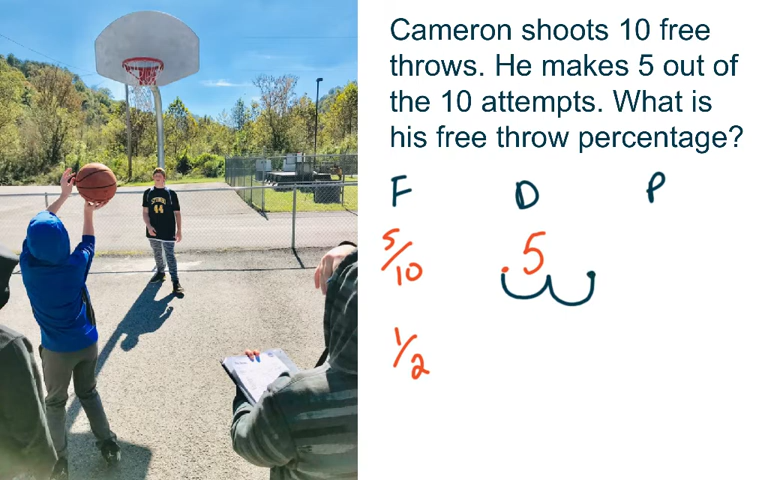 Cameron shoots 10 free
throws. He makes 5 out of
the 10 attempts. What is
his free throw percentage?
F D P
5/10 .5
1/2
44